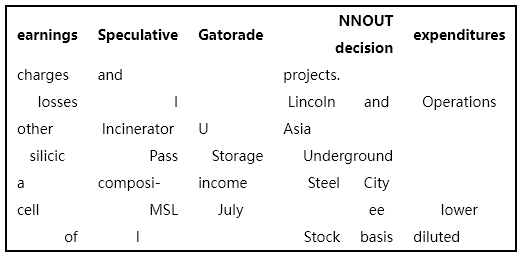 earnings Speculative Gatorade NNOUT decision expenditures
charges and projects.
losses l Lincoln and Operations
other Incinerator U Asia
silicic Pass Storage Underground
a composi- income Steel City
cell MSL July ee lower
of l Stock basis diluted